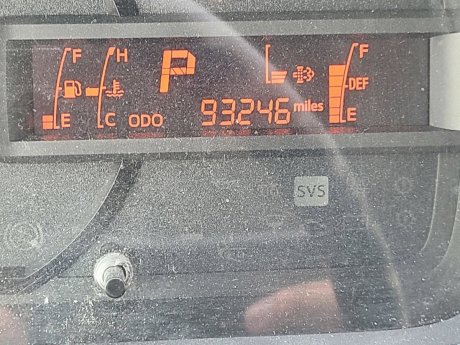 F H P F
DEF
E C ODO 93246 miles E
SVS